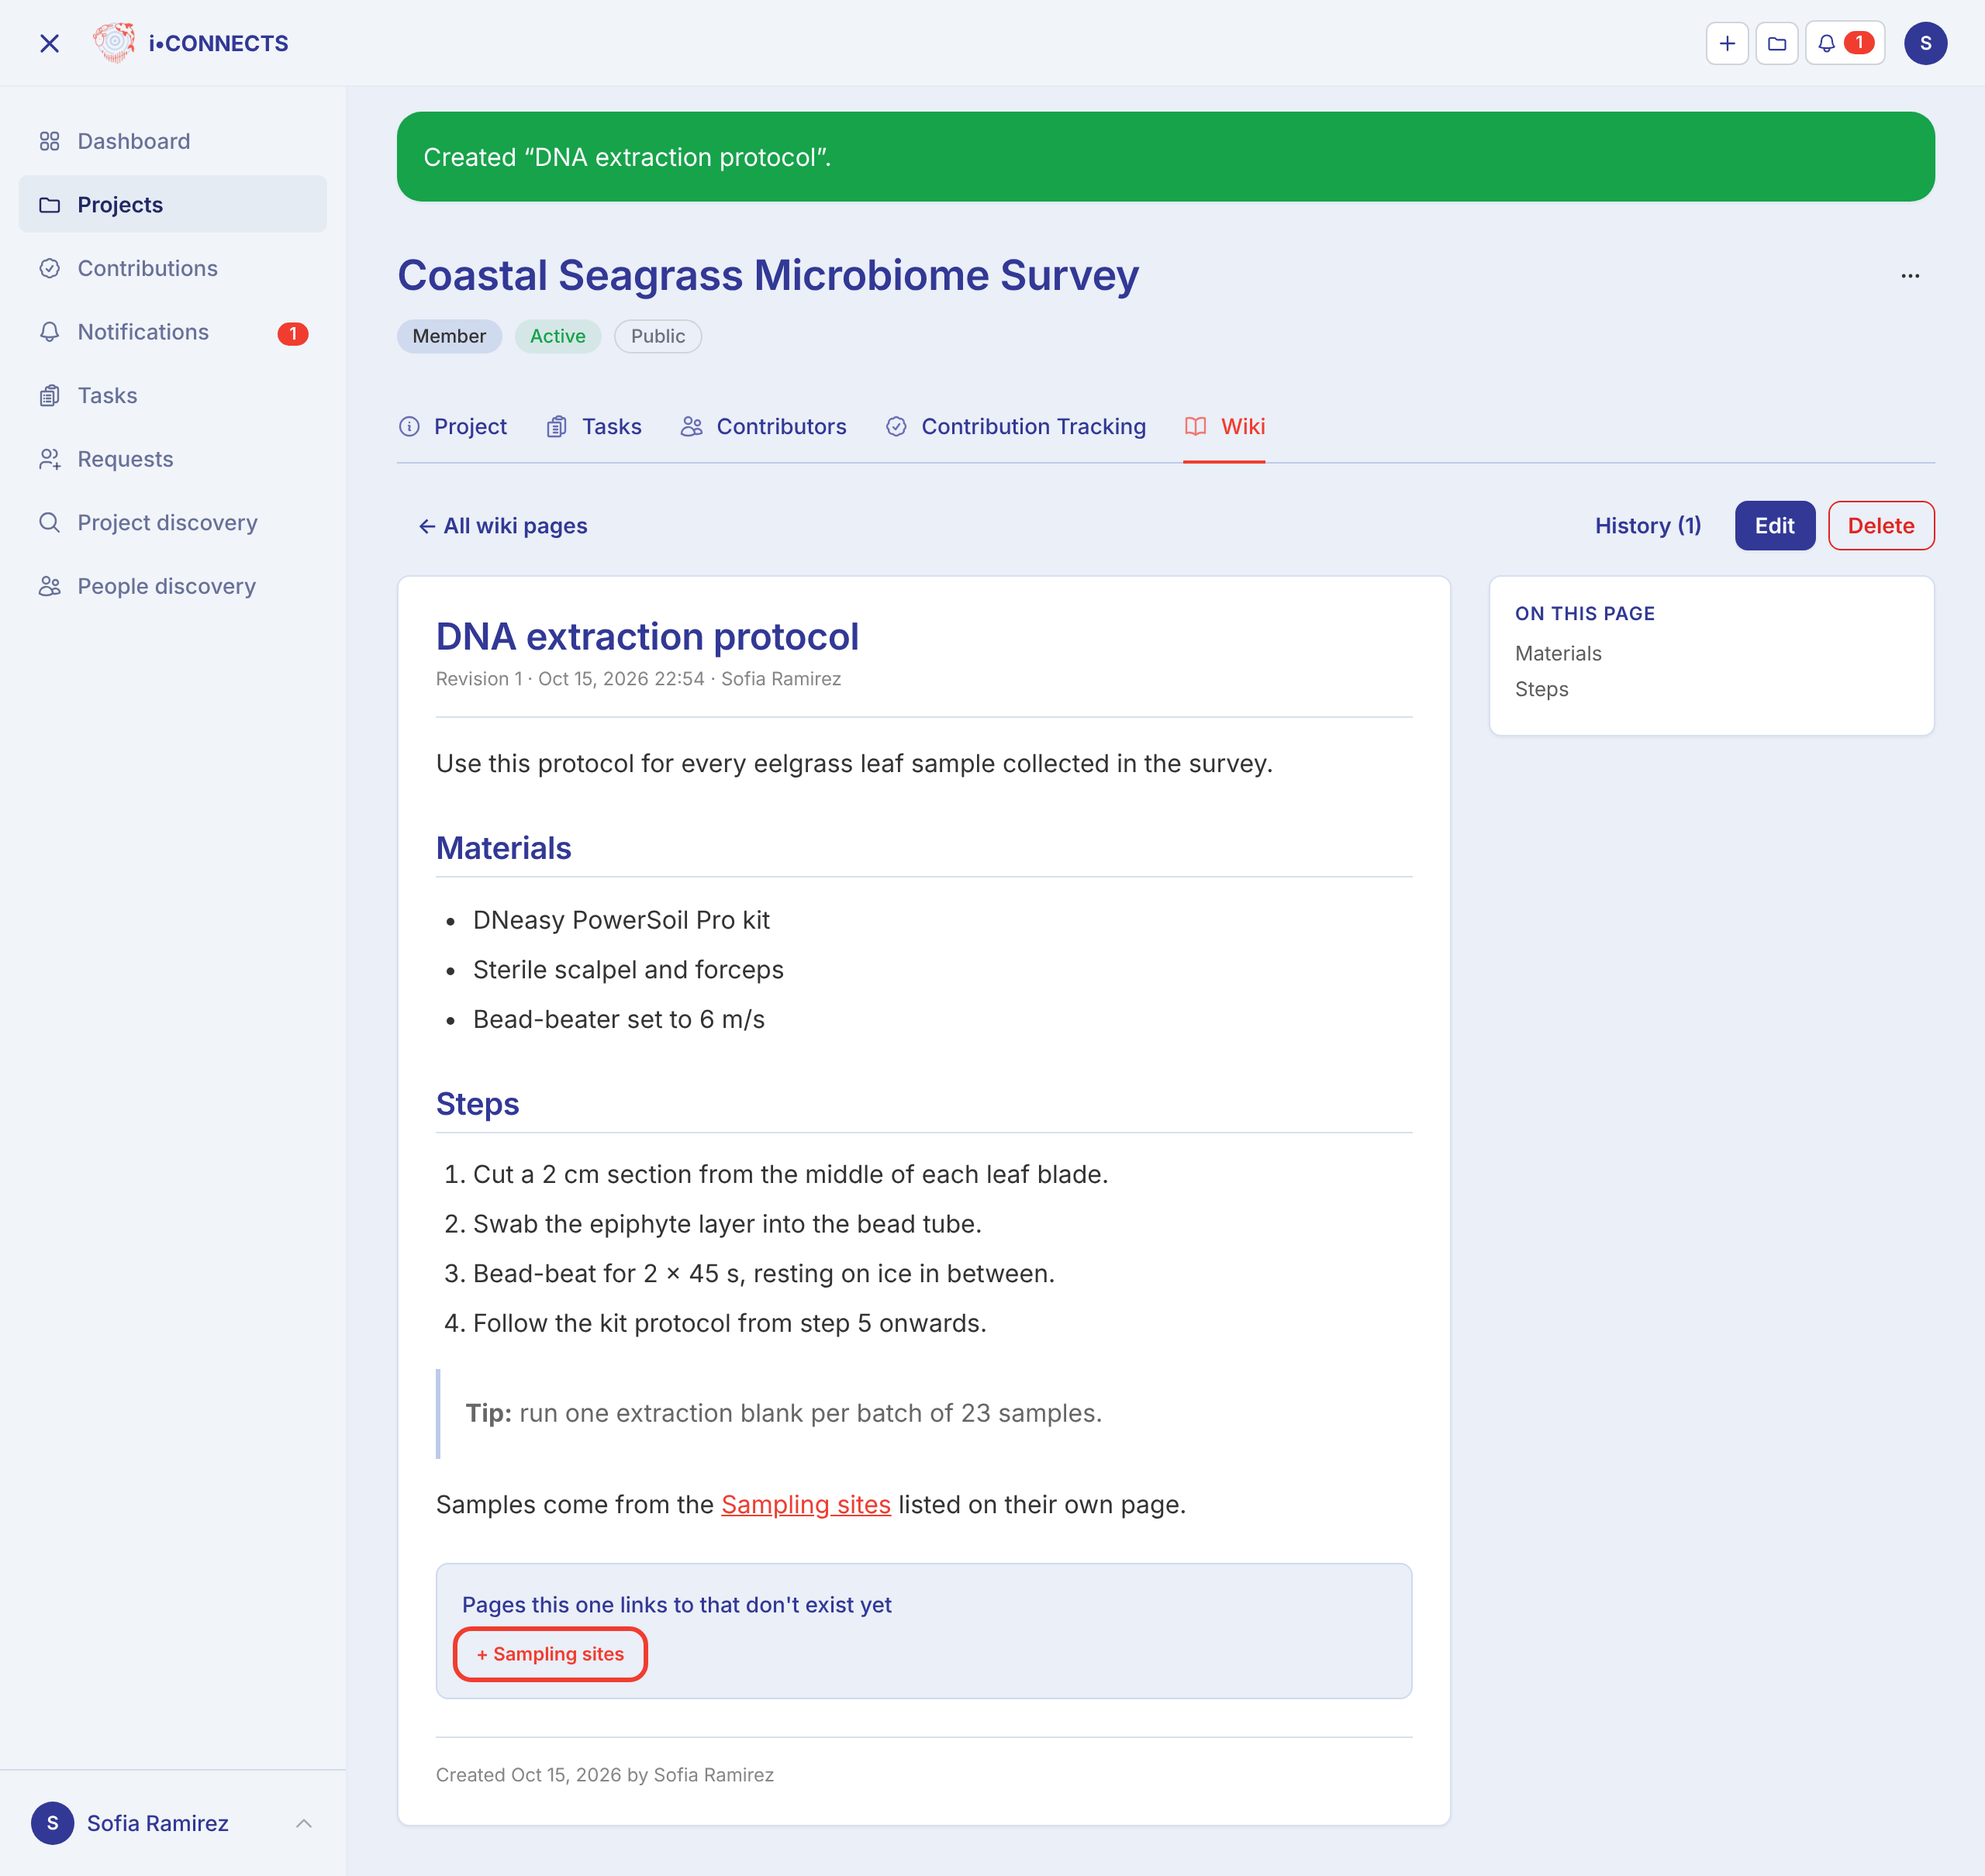 i•CONNECTS
1
S
Dashboard
Projects
Contributions
Notifications 1
Tasks
Requests
Project discovery
People discovery
Sofia Ramirez
S
Created “DNA extraction protocol”.
Coastal Seagrass Microbiome Survey
Member Active Public
Project Tasks Contributors Contribution Tracking Wiki
← All wiki pages History (1) Edit Delete
DNA extraction protocol
Revision 1 · Oct 15, 2026 22:54 · Sofia Ramirez
Use this protocol for every eelgrass leaf sample collected in the survey.
Materials
• DNeasy PowerSoil Pro kit
• Sterile scalpel and forceps
• Bead-beater set to 6 m/s
Steps
1. Cut a 2 cm section from the middle of each leaf blade.
2. Swab the epiphyte layer into the bead tube.
3. Bead-beat for 2 × 45 s, resting on ice in between.
4. Follow the kit protocol from step 5 onwards.
Tip: run one extraction blank per batch of 23 samples.
Samples come from the Sampling sites listed on their own page.
Pages this one links to that don't exist yet
+ Sampling sites
Created Oct 15, 2026 by Sofia Ramirez
ON THIS PAGE
Materials
Steps